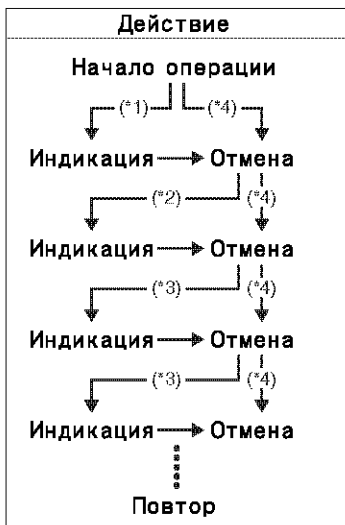 Действие
Начало операции
(*1) (*4)
Индикация Отмена
(*2) (*4)
Индикация Отмена
(*3) (*4)
Индикация Отмена
(*3) (*4)
Индикация Отмена
Повтор